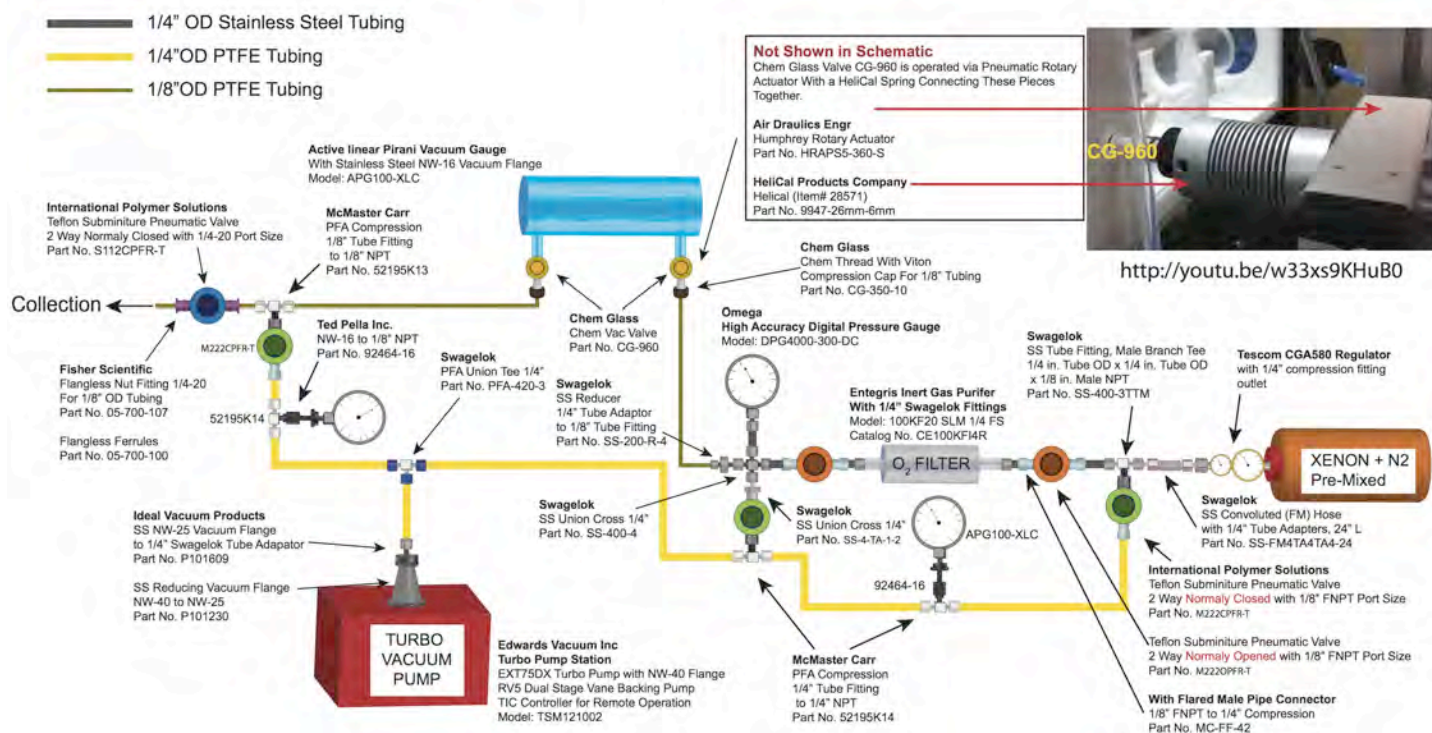 1/4" OD Stainless Steel Tubing
1/4"OD PTFE Tubing
1/8"OD PTFE Tubing
Not Shown in Schematic
Chem Glass Valve CG-960 is operated via Pneumatic Rotary
Actuator With a HeliCal Spring Connecting These Pieces
Together.
Air Draulics Engr
Humphrey Rotary Actuator
Part No. HRAPS5-360-S
HeliCal Products Company
Helical (Item# 28571)
Part No. 9947-26mm-6mm
CG-960
http://youtu.be/w33xs9KHuB0
Active linear Pirani Vacuum Gauge
With Stainless Steel NW-16 Vacuum Flange
Model: APG100-XLC
International Polymer Solutions
Teflon Subminiture Pneumatic Valve
2 Way Normaly Closed with 1/4-20 Port Size
Part No. S112CPFR-T
McMaster Carr
PFA Compression
1/8" Tube Fitting
to 1/8" NPT
Part No. 52195K13
Chem Glass
Chem Thread With Viton
Compression Cap For 1/8" Tubing
Part No. CG-350-10
Collection
M222CPFR-T
Ted Pella Inc.
NW-16 to 1/8" NPT
Part No. 92464-16
Chem Glass
Chem Vac Valve
Part No. CG-960
Omega
High Accuracy Digital Pressure Gauge
Model: DPG4000-300-DC
Fisher Scientific
Flangless Nut Fitting 1/4-20
For 1/8" OD Tubing
Part No. 05-700-107
Flangless Ferrules
Part No. 05-700-100
52195K14
Swagelok
PFA Union Tee 1/4"
Part No. PFA-420-3
Swagelok
SS Reducer
1/4" Tube Adaptor
to 1/8" Tube Fitting
Part No. SS-200-R-4
Entegris Inert Gas Purifer
With 1/4" Swagelok Fittings
Model: 100KF20 SLM 1/4 FS
Catalog No. CE100KFI4R
Swagelok
SS Tube Fitting, Male Branch Tee
1/4 in. Tube OD x 1/4 in. Tube OD
x 1/8 in. Male NPT
Part No. SS-400-3TTM
Tescom CGA580 Regulator
with 1/4" compression fitting
outlet
O2 FILTER
XENON + N2
Pre-Mixed
Ideal Vacuum Products
SS NW-25 Vacuum Flange
to 1/4" Swagelok Tube Adapator
Part No. P101609
SS Reducing Vacuum Flange
NW-40 to NW-25
Part No. P101230
Swagelok
SS Union Cross 1/4"
Part No. SS-400-4
Swagelok
SS Union Cross 1/4"
Part No. SS-4-TA-1-2
APG100-XLC
92464-16
Swagelok
SS Convoluted (FM) Hose
with 1/4" Tube Adapters, 24" L
Part No. SS-FM4TA4TA4-24
International Polymer Solutions
Teflon Subminiture Pneumatic Valve
2 Way Normaly Closed with 1/8" FNPT Port Size
Part No. M222CPFR-T
Teflon Subminiture Pneumatic Valve
2 Way Normaly Opened with 1/8" FNPT Port Size
Part No. M222OPFR-T
With Flared Male Pipe Connector
1/8" FNPT to 1/4" Compression
Part No. MC-FF-42
TURBO
VACUUM
PUMP
Edwards Vacuum Inc
Turbo Pump Station
EXT75DX Turbo Pump with NW-40 Flange
RV5 Dual Stage Vane Backing Pump
TIC Controller for Remote Operation
Model: TSM121002
McMaster Carr
PFA Compression
1/4" Tube Fitting
to 1/4" NPT
Part No. 52195K14